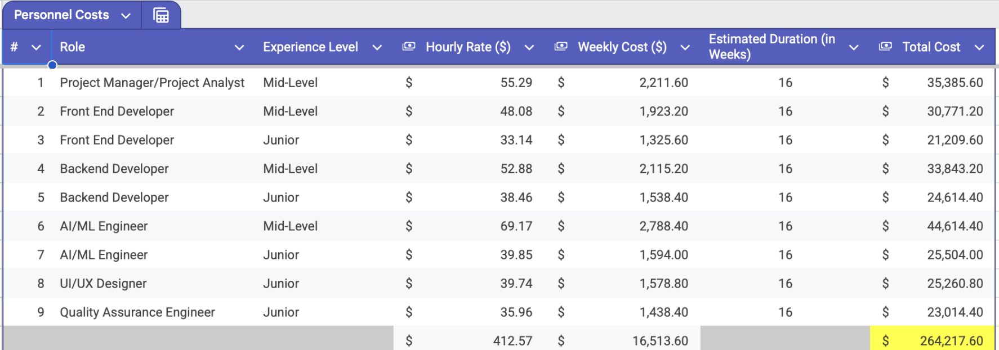 Personnel Costs
# Role Experience Level Hourly Rate ($) Weekly Cost ($) Estimated Duration (in Weeks) Total Cost
1 Project Manager/Project Analyst Mid-Level $ 55.29 $ 2,211.60 16 $ 35,385.60
2 Front End Developer Mid-Level $ 48.08 $ 1,923.20 16 $ 30,771.20
3 Front End Developer Junior $ 33.14 $ 1,325.60 16 $ 21,209.60
4 Backend Developer Mid-Level $ 52.88 $ 2,115.20 16 $ 33,843.20
5 Backend Developer Junior $ 38.46 $ 1,538.40 16 $ 24,614.40
6 AI/ML Engineer Mid-Level $ 69.17 $ 2,788.40 16 $ 44,614.40
7 AI/ML Engineer Junior $ 39.85 $ 1,594.00 16 $ 25,504.00
8 UI/UX Designer Junior $ 39.74 $ 1,578.80 16 $ 25,260.80
9 Quality Assurance Engineer Junior $ 35.96 $ 1,438.40 16 $ 23,014.40
$ 412.57 $ 16,513.60 $ 264,217.60